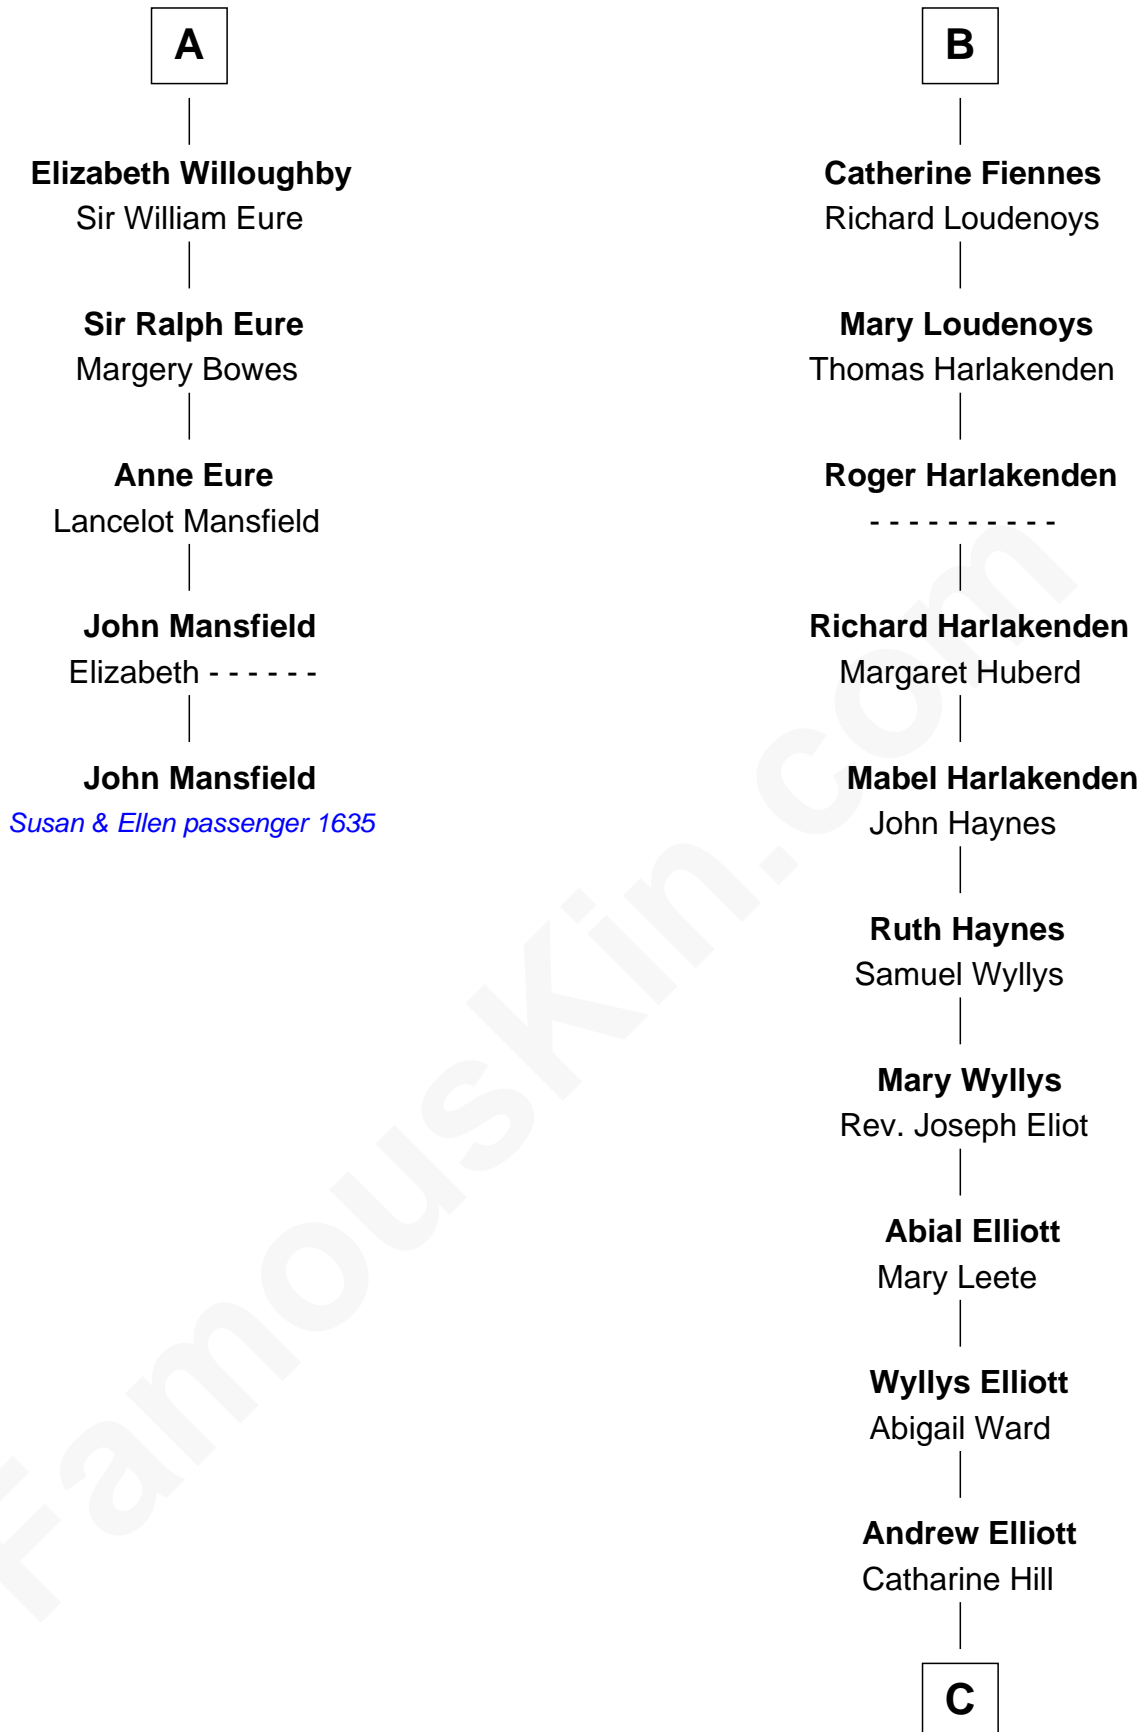 A
Elizabeth Willoughby
Sir William Eure
Sir Ralph Eure
Margery Bowes
Anne Eure
Lancelot Mansfield
John Mansfield
Elizabeth - - - - - -
John Mansfield
Susan & Ellen passenger 1635
B
Catherine Fiennes
Richard Loudenoys
Mary Loudenoys
Thomas Harlakenden
Roger Harlakenden
- - - - - - - - - -
Richard Harlakenden
Margaret Huberd
Mabel Harlakenden
John Haynes
Ruth Haynes
Samuel Wyllys
Mary Wyllys
Rev. Joseph Eliot
Abial Elliott
Mary Leete
Wyllys Elliott
Abigail Ward
Andrew Elliott
Catharine Hill
C
FamousKin.com